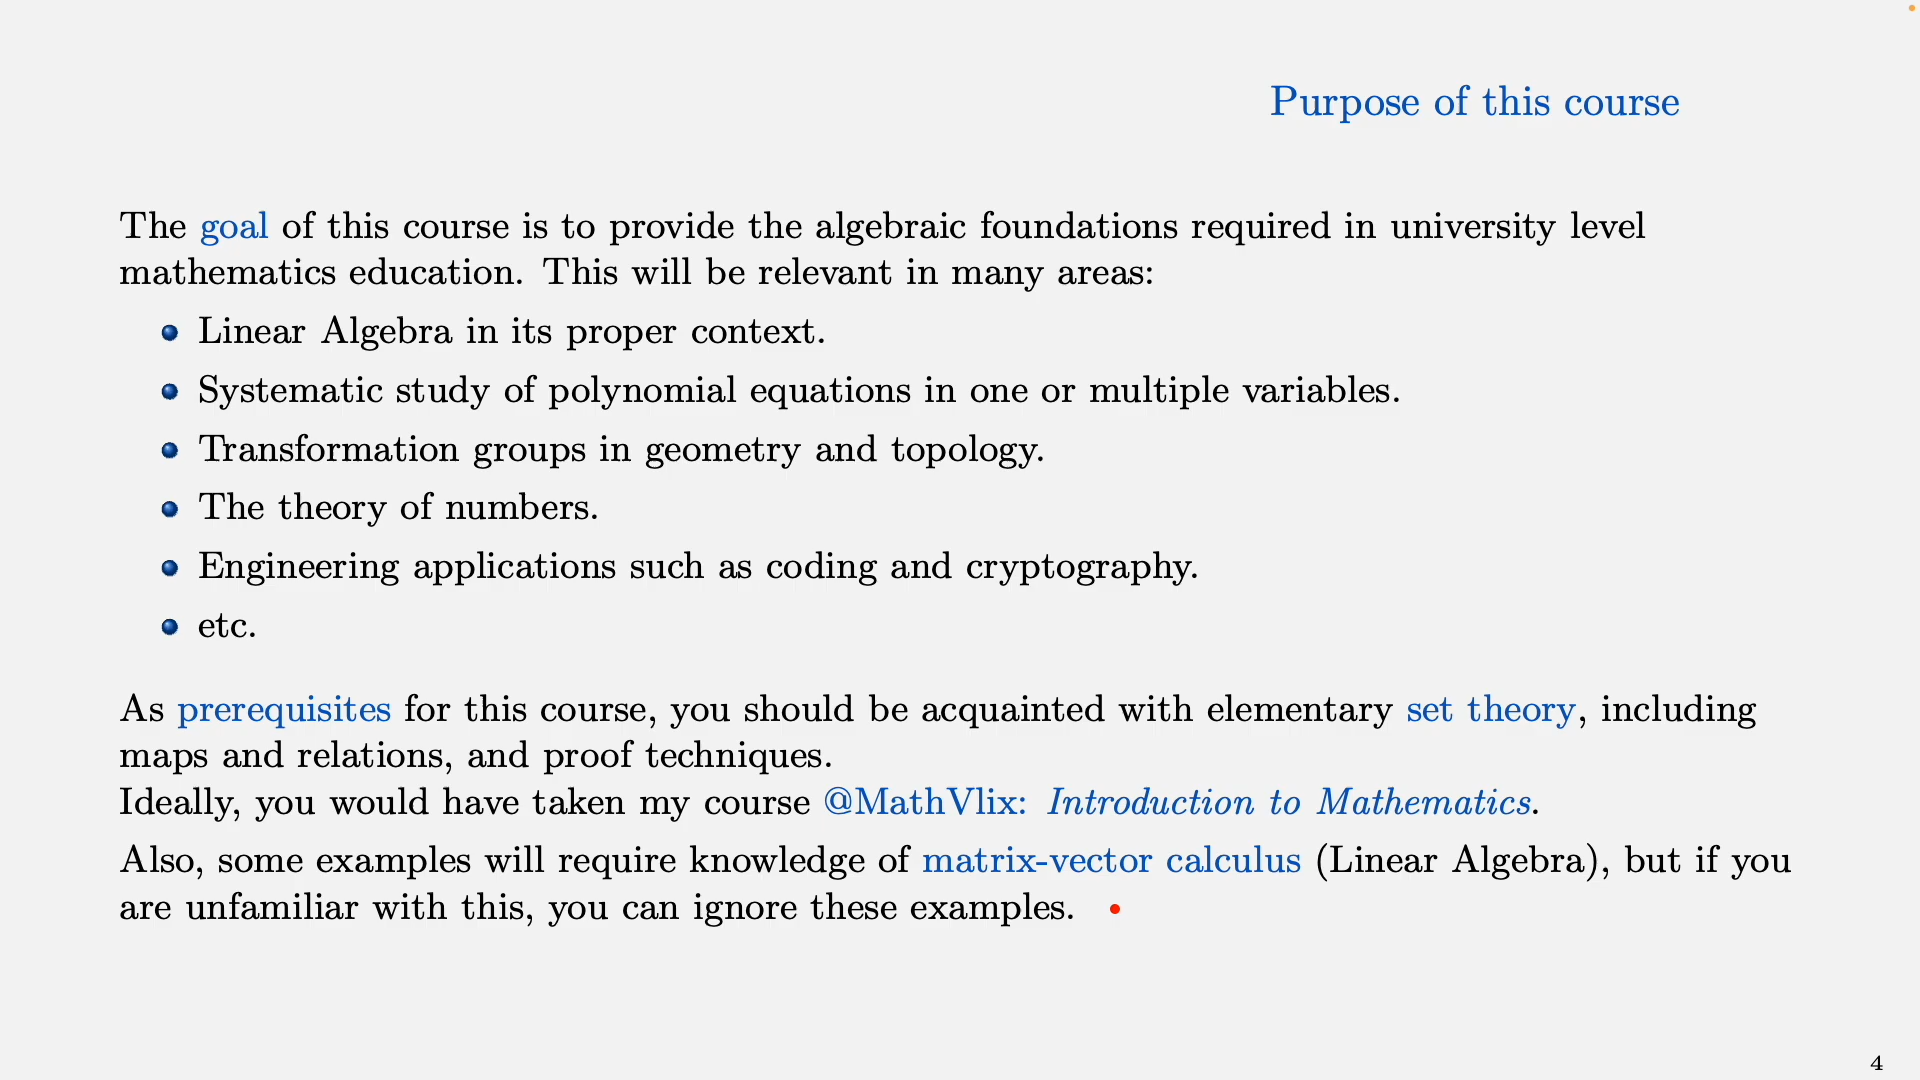 Purpose of this course
The goal of this course is to provide the algebraic foundations required in university level
mathematics education. This will be relevant in many areas:
Linear Algebra in its proper context.
Systematic study of polynomial equations in one or multiple variables.
Transformation groups in geometry and topology.
The theory of numbers.
Engineering applications such as coding and cryptography.
etc.
As prerequisites for this course, you should be acquainted with elementary set theory, including
maps and relations, and proof techniques.
Ideally, you would have taken my course @MathVlix: Introduction to Mathematics.
Also, some examples will require knowledge of matrix-vector calculus (Linear Algebra), but if you
are unfamiliar with this, you can ignore these examples.
4